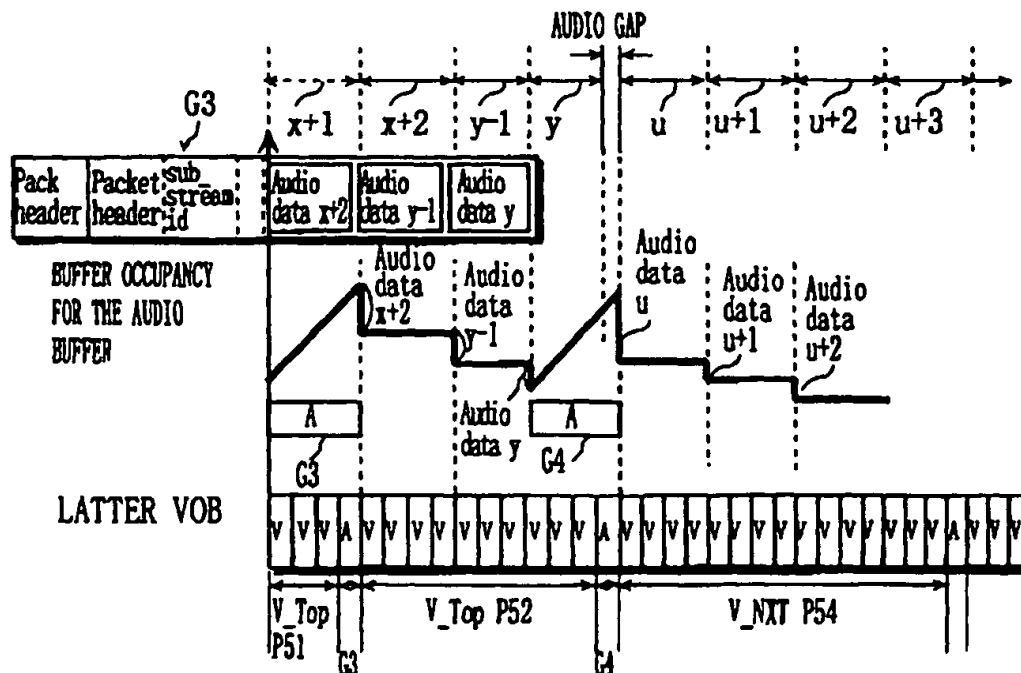 AUDIO GAP
x+1 x+2 y-1 y u u+1 u+2 u+3
G3
Pack header
Packet header
sub_stream id
Audio data x+2
Audio data y-1
Audio data y
BUFFER OCCUPANCY
FOR THE AUDIO
BUFFER
Audio data x+2
Audio data y-1
Audio data y
Audio data u
Audio data u+1
Audio data u+2
A
G3
A
G4
LATTER VOB
V V V A V V V V V V V V V V A V V V V V V V V V V V V V V A V V V
V_Top P51
G3
V_Top P52
G4
V_NXT P54